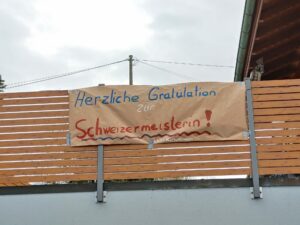 Herzliche Gratulation
zur
Schweizermeisterin!